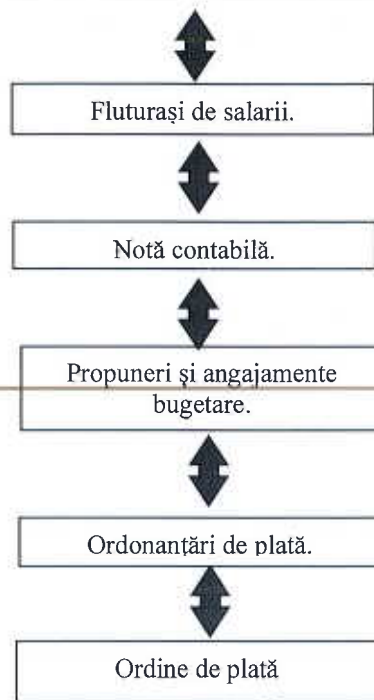 Fluturași de salarii.
Notă contabilă.
Propuneri și angajamente
bugetare.
Ordonanțări de plată.
Ordine de plată